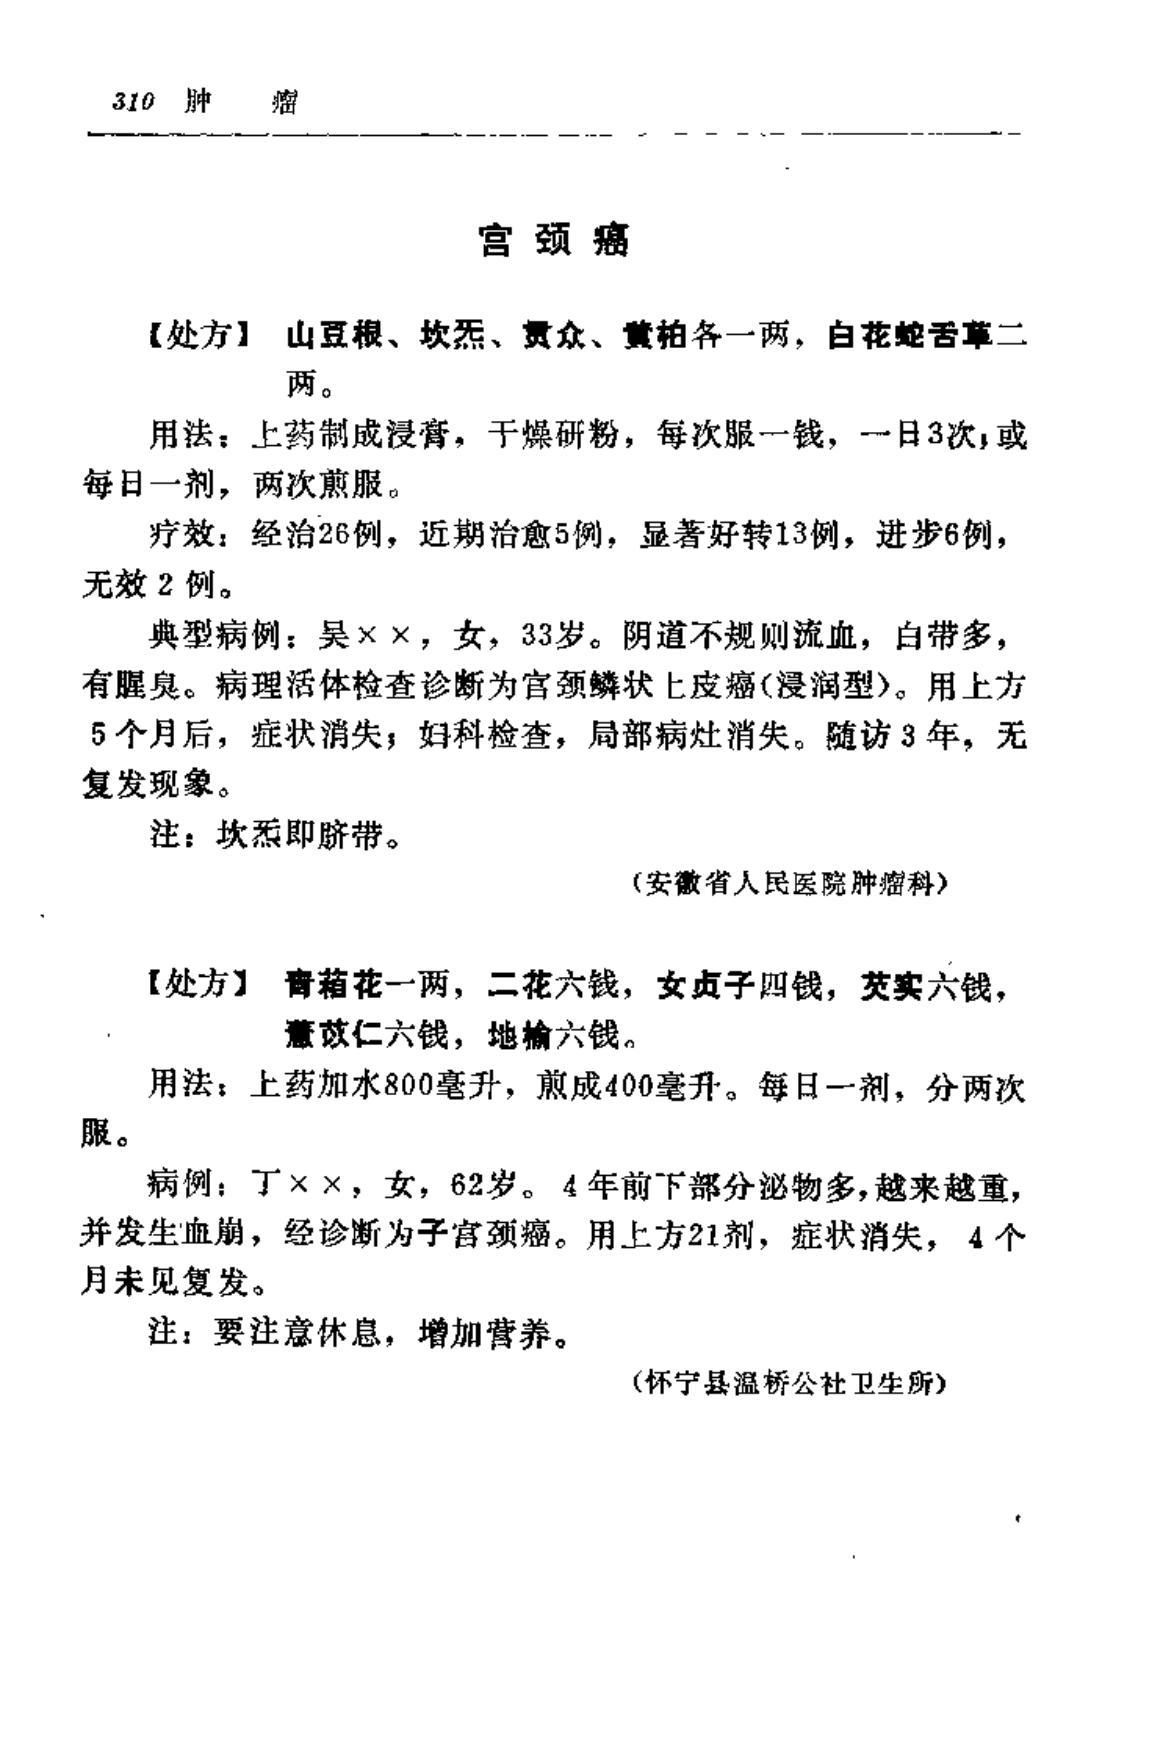 310 肿 瘤
宫颈癌
【处方】 山豆根、坎炁、贯众、黄柏各一两，白花蛇舌草二
两。
用法：上药制成浸膏，干燥研粉，每次服一钱，一日3次；或
每日一剂，两次煎服。
疗效：经治26例，近期治愈5例，显著好转13例，进步6例，
无效2例。
典型病例：吴××，女，33岁。阴道不规则流血，白带多，
有腥臭。病理活体检查诊断为宫颈鳞状上皮癌（浸润型）。用上方
5个月后，症状消失；妇科检查，局部病灶消失。随访3年，无
复发现象。
注：坎炁即脐带。
（安徽省人民医院肿瘤科）
【处方】 青葙花一两，二花六钱，女贞子四钱，芡实六钱，
薏苡仁六钱，地榆六钱。
用法：上药加水800毫升，煎成400毫升。每日一剂，分两次
服。
病例：丁××，女，62岁。4年前下部分泌物多，越来越重，
并发生血崩，经诊断为子宫颈癌。用上方21剂，症状消失，4个
月未见复发。
注：要注意休息，增加营养。
（怀宁县温桥公社卫生所）